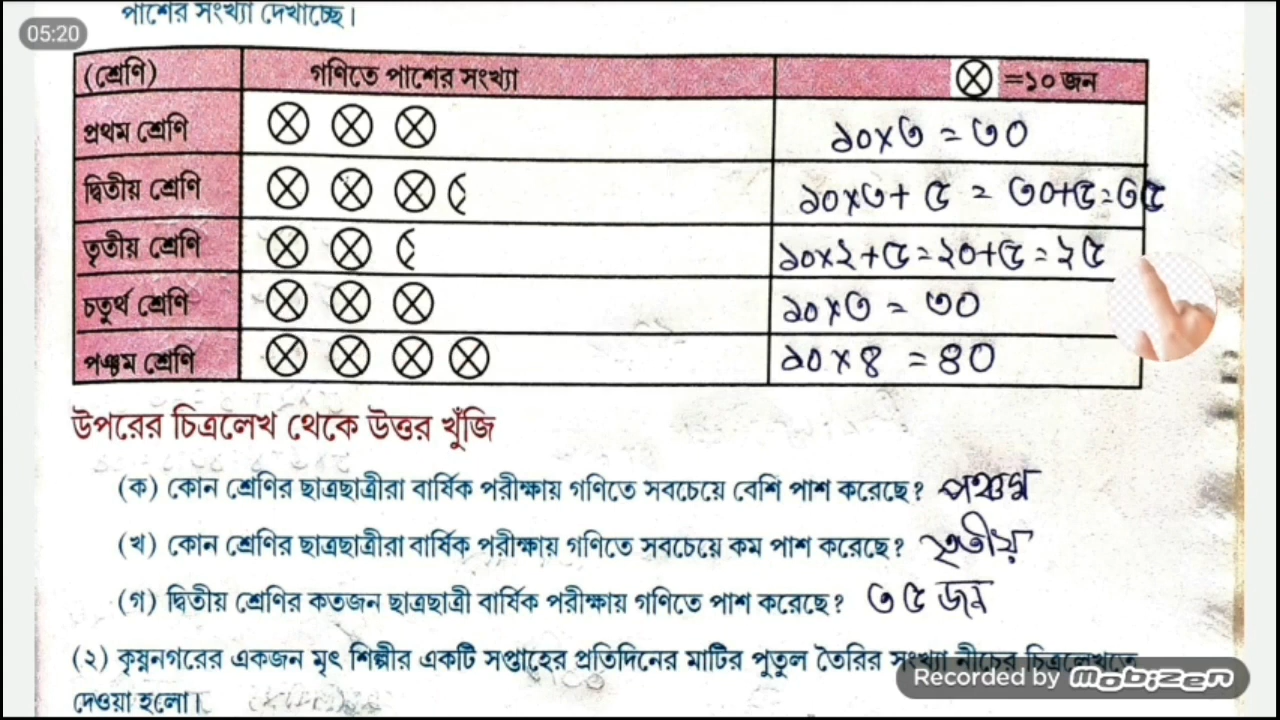 পাশের সংখ্যা দেখাচ্ছে।
05:20
(শ্রেণি) গণিতে পাশের সংখ্যা =১০ জন
প্রথম শ্রেণি ১০×৩ = ৩০
দ্বিতীয় শ্রেণি ১০×৩+ ৫ = ৩০+৫=৩৫
তৃতীয় শ্রেণি ১০×২+৫=২০+৫=২৫
চতুর্থ শ্রেণি ১০×৩ = ৩০
পঞ্চম শ্রেণি ১০×৪ =৪০
উপরের চিত্রলেখ থেকে উত্তর খুঁজি
(ক) কোন শ্রেণির ছাত্রছাত্রীরা বার্ষিক পরীক্ষায় গণিতে সবচেয়ে বেশি পাশ করেছে? পঞ্চম
(খ) কোন শ্রেণির ছাত্রছাত্রীরা বার্ষিক পরীক্ষায় গণিতে সবচেয়ে কম পাশ করেছে? তৃতীয়
(গ) দ্বিতীয় শ্রেণির কতজন ছাত্রছাত্রী বার্ষিক পরীক্ষায় গণিতে পাশ করেছে? ৩৫ জন
(২) কৃষ্ণনগরের একজন মৃৎ শিল্পীর একটি সপ্তাহের প্রতিদিনের মাটির পুতুল তৈরির সংখ্যা নীচের চিত্রলেখতে
দেওয়া হলো।
Recorded by mobizen